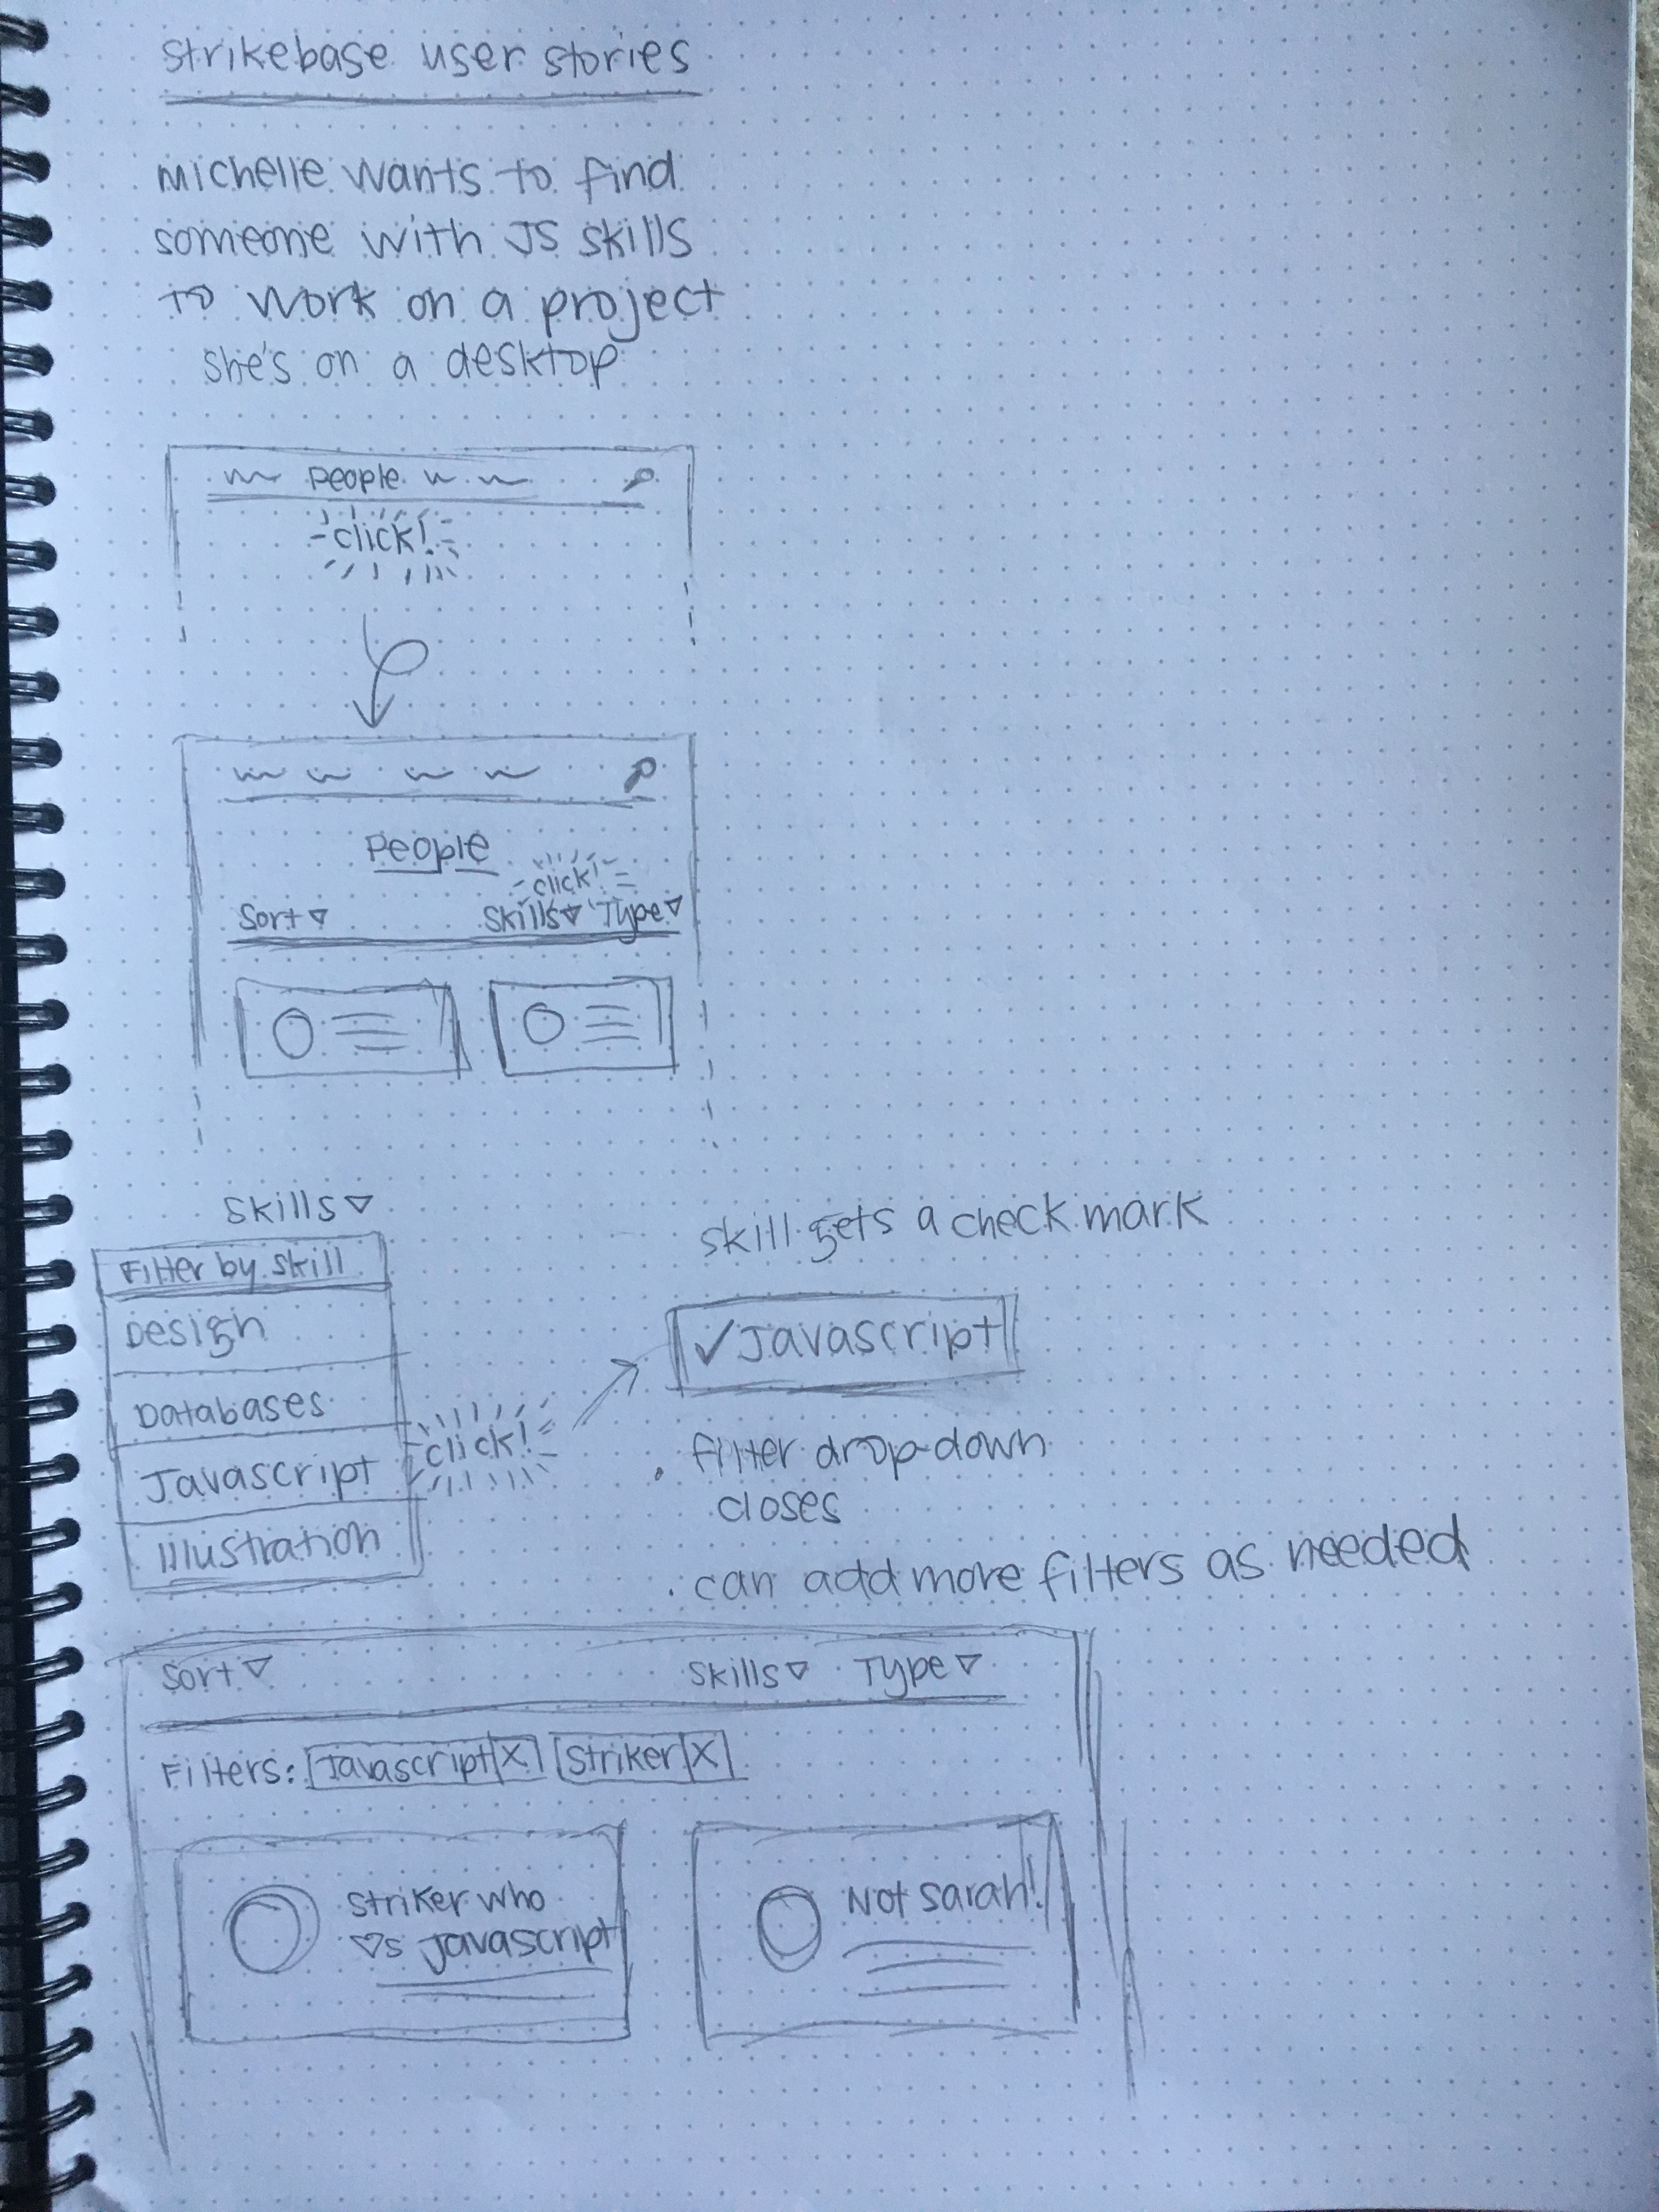 strikebase user stories
michelle wants to find
someone with JS skills
to work on a project
she's on a desktop
People
click!
People
click!
Sort ▽ Skills ▽ Type ▽
Skills ▽
Filter by skill
Design
Databases
Javascript
Illustration
click!
skill gets a check mark
✓ Javascript
• filter drop-down
closes
• can add more filters as needed
Sort ▽ Skills ▽ Type ▽
Filters: Javascript X Striker X
Striker who
♡s javascript
Not sarah!